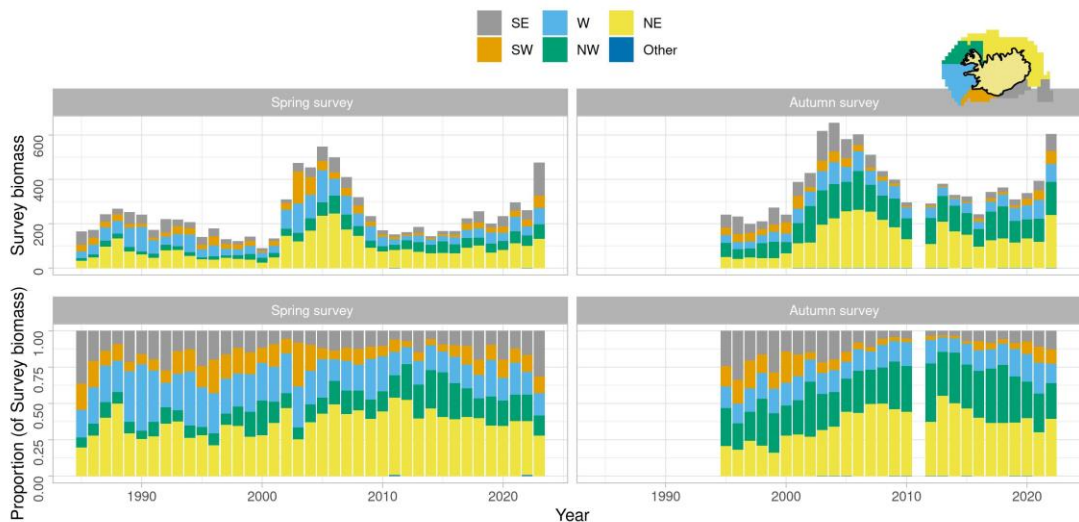 SE W NE
SW NW Other
Spring survey Autumn survey
Survey biomass
600
400
200
0
Spring survey Autumn survey
Proportion (of Survey biomass)
1.00
0.75
0.50
0.25
0.00
1990 2000 2010 2020 1990 2000 2010 2020
Year